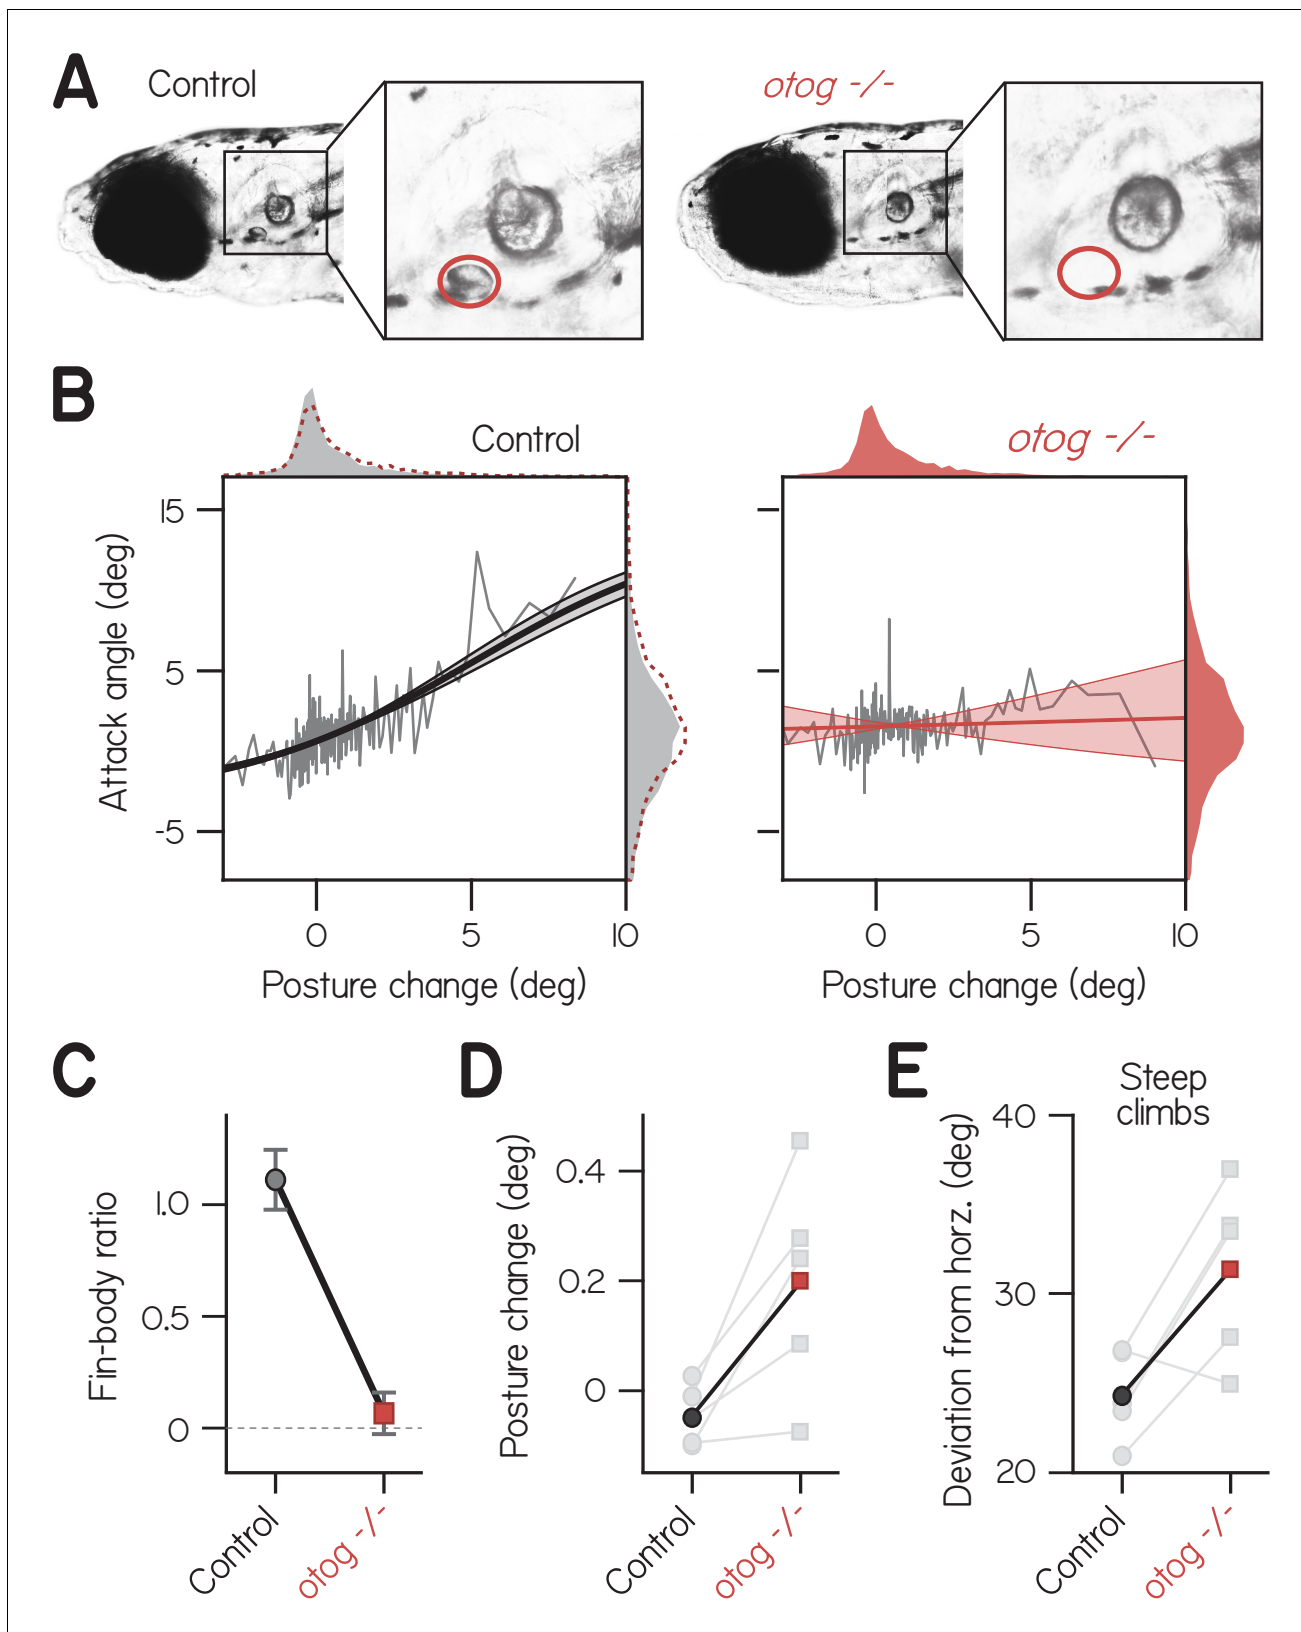 A
Control
otog -/-
B
Control
otog -/-
Attack angle (deg)
15
5
-5
0
5
10
Posture change (deg)
0
5
10
Posture change (deg)
C
Fin-body ratio
1.0
0.5
0
Control
otog -/-
D
Posture change (deg)
0.4
0.2
0
Control
otog -/-
E
Steep
climbs
Deviation from horz. (deg)
40
30
20
Control
otog -/-